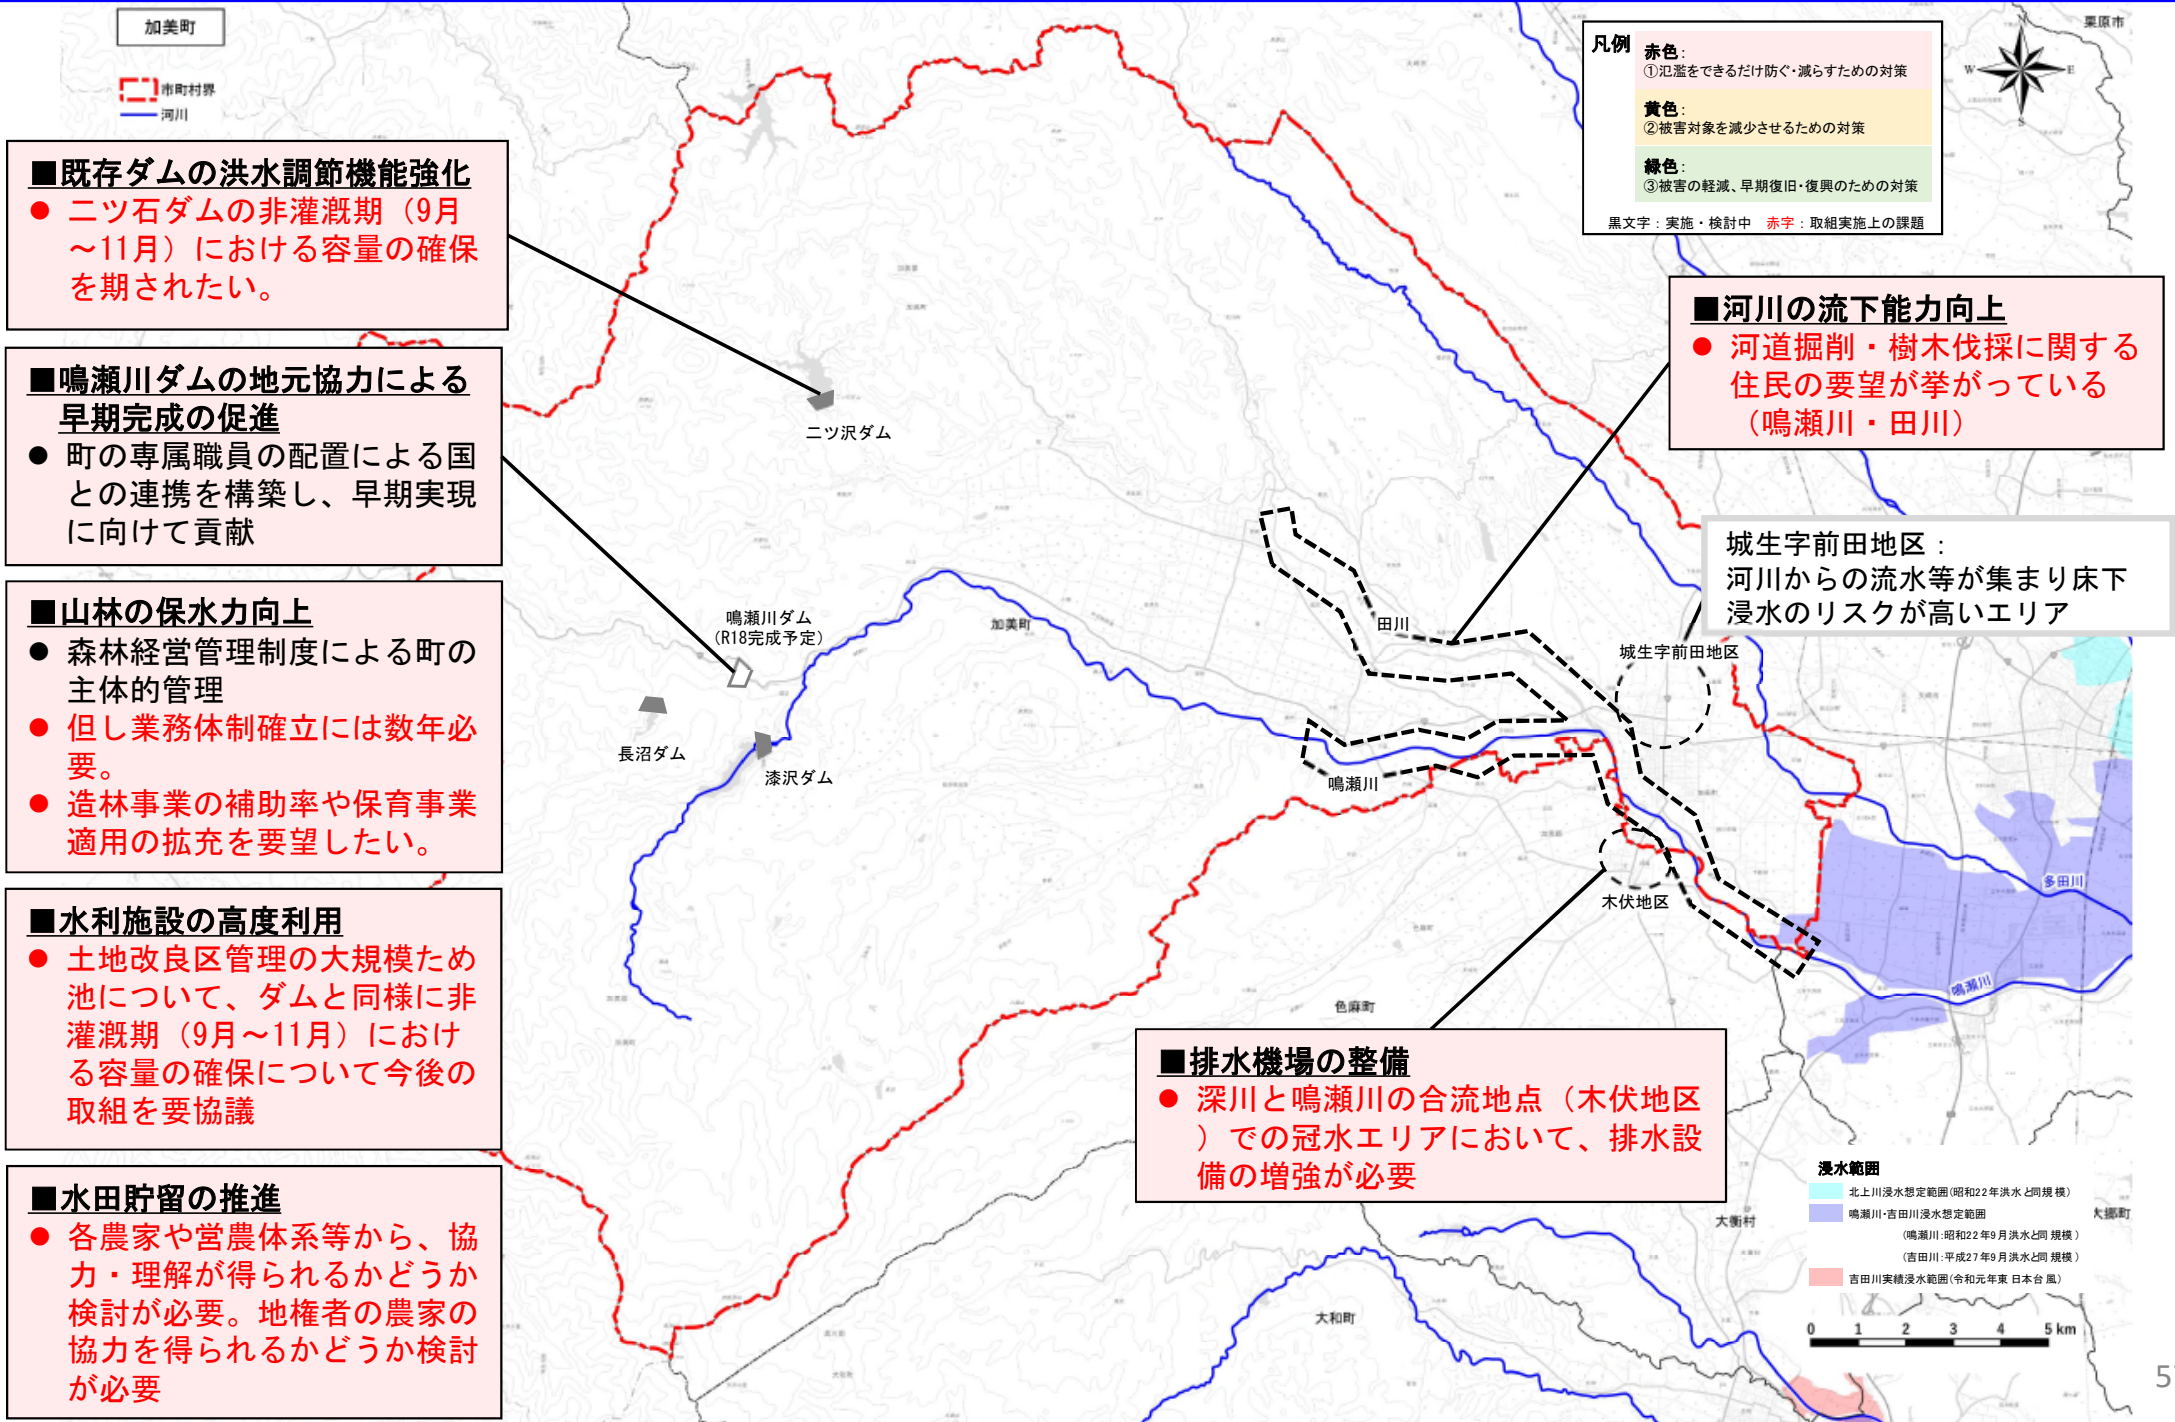 加美町
市町村界
河川
■既存ダムの洪水調節機能強化
● 二ツ石ダムの非灌漑期（9月
～11月）における容量の確保
を期されたい。
■鳴瀬川ダムの地元協力による
早期完成の促進
● 町の専属職員の配置による国
との連携を構築し、早期実現
に向けて貢献
■山林の保水力向上
● 森林経営管理制度による町の
主体的管理
● 但し業務体制確立には数年必
要。
● 造林事業の補助率や保育事業
適用の拡充を要望したい。
■水利施設の高度利用
● 土地改良区管理の大規模ため
池について、ダムと同様に非
灌漑期（9月～11月）におけ
る容量の確保について今後の
取組を要協議
■水田貯留の推進
● 各農家や営農体系等から、協
力・理解が得られるかどうか
検討が必要。地権者の農家の
協力を得られるかどうか検討
が必要
凡例
赤色：
①氾濫をできるだけ防ぐ・減らすための対策
黄色：
②被害対象を減少させるための対策
緑色：
③被害の軽減、早期復旧・復興のための対策
黒文字：実施・検討中 赤字：取組実施上の課題
N
W E
S
栗原市
■河川の流下能力向上
● 河道掘削・樹木伐採に関する
住民の要望が挙がっている
（鳴瀬川・田川）
城生字前田地区：
河川からの流水等が集まり床下
浸水のリスクが高いエリア
二ツ沢ダム
鳴瀬川ダム
（R18完成予定）
加美町
田川
城生字前田地区
長沼ダム
漆沢ダム
鳴瀬川
木伏地区
多田川
鳴瀬川
色麻町
■排水機場の整備
● 深川と鳴瀬川の合流地点（木伏地区
）での冠水エリアにおいて、排水設
備の増強が必要
大衡村
大郷町
大和町
浸水範囲
北上川浸水想定範囲（昭和22年洪水と同規模）
鳴瀬川・吉田川浸水想定範囲
（鳴瀬川：昭和22年9月洪水と同規模）
（吉田川：平成27年9月洪水と同規模）
吉田川実績浸水範囲（令和元年東日本台風）
0 1 2 3 4 5 km